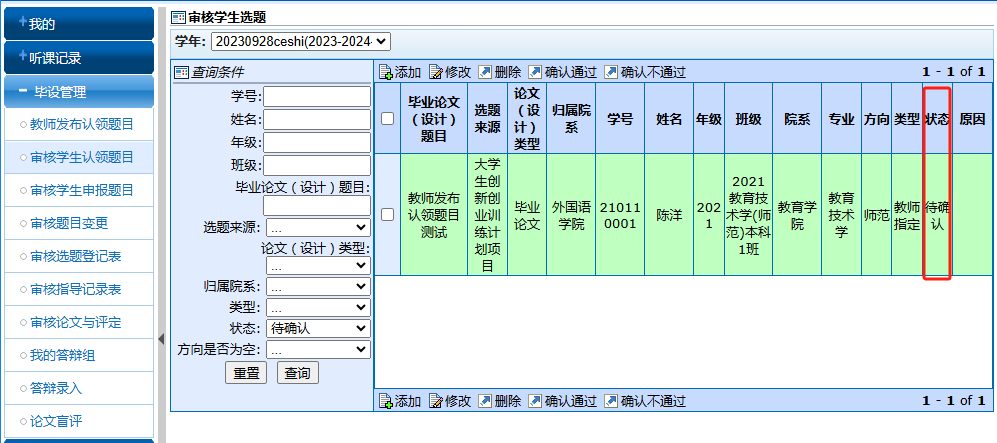 我的
听课记录
毕设管理
教师发布认领题目
审核学生认领题目
审核学生申报题目
审核题目变更
审核选题登记表
审核指导记录表
审核论文与评定
我的答辩组
答辩录入
论文盲评
审核学生选题
学年: 20230928ceshi(2023-2024-
查询条件
学号:
姓名:
年级:
班级:
毕业论文（设计）题目:
选题来源: ...
论文（设计）类型:
...
归属院系: ...
类型: ...
状态: 待确认
方向是否为空: ...
重置 查询
添加 修改 删除 确认通过 确认不通过 1 - 1 of 1
毕业论文（设计）题目 选题来源 论文（设计）类型 归属院系 学号 姓名 年级 班级 院系 专业 方向 类型 状态 原因
教师发布认领题目测试 大学生创新创业训练计划项目 毕业论文 外国语学院 210110001 陈洋 2021 2021教育技术学(师范)本科1班 教育学院 教育技术学 师范 教师指定 待确认
添加 修改 删除 确认通过 确认不通过 1 - 1 of 1